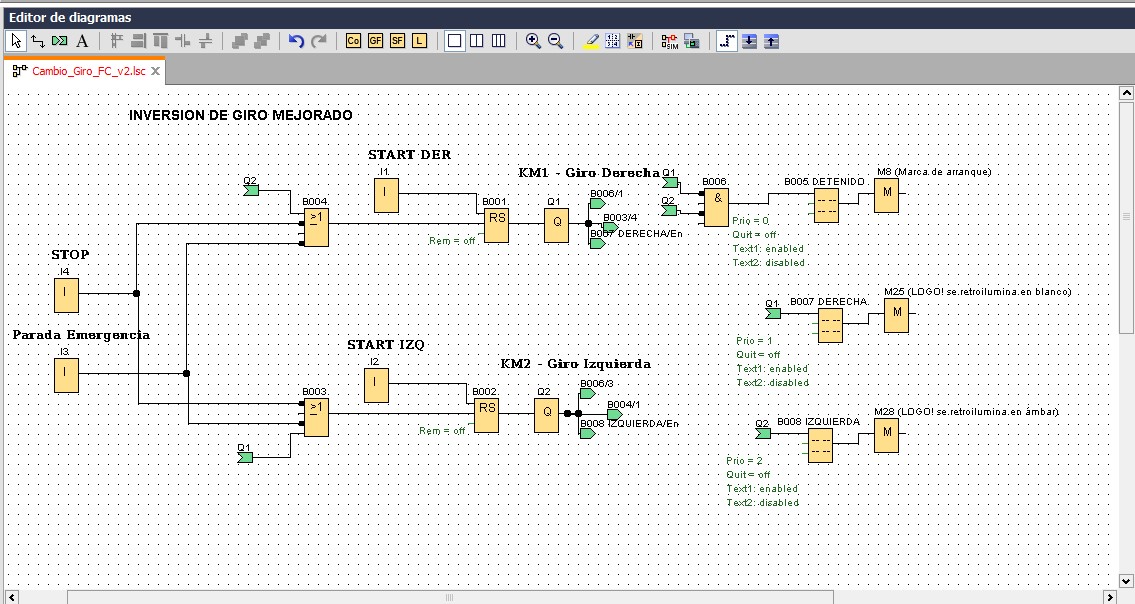 Editor de diagramas
A
Co GF SF L
SIM
Cambio_Giro_FC_v2.lsc
INVERSION DE GIRO MEJORADO
START DER
I1
I
Q2
B004
>1
B001
RS
Rem = off
KM1 - Giro Derecha
Q1
Q
B006/1
B003/4
B007 DERECHA/En
Q1
Q2
B006
&
B005 DETENIDO
Prio = 0
Quit = off
Text1: enabled
Text2: disabled
M8 (Marca de arranque)
M
STOP
I4
I
Parada Emergencia
I3
I
Q1
B007 DERECHA
Prio = 1
Quit = off
Text1: enabled
Text2: disabled
M25 (LOGO! se.retroilumina.en blanco)
M
START IZQ
I2
I
B003
>1
Q1
B002
RS
Rem = off
KM2 - Giro Izquierda
Q2
Q
B006/3
B004/1
B008 IZQUIERDA/En
Q2
B008 IZQUIERDA
Prio = 2
Quit = off
Text1: enabled
Text2: disabled
M28 (LOGO! se.retroilumina.en ámbar)
M